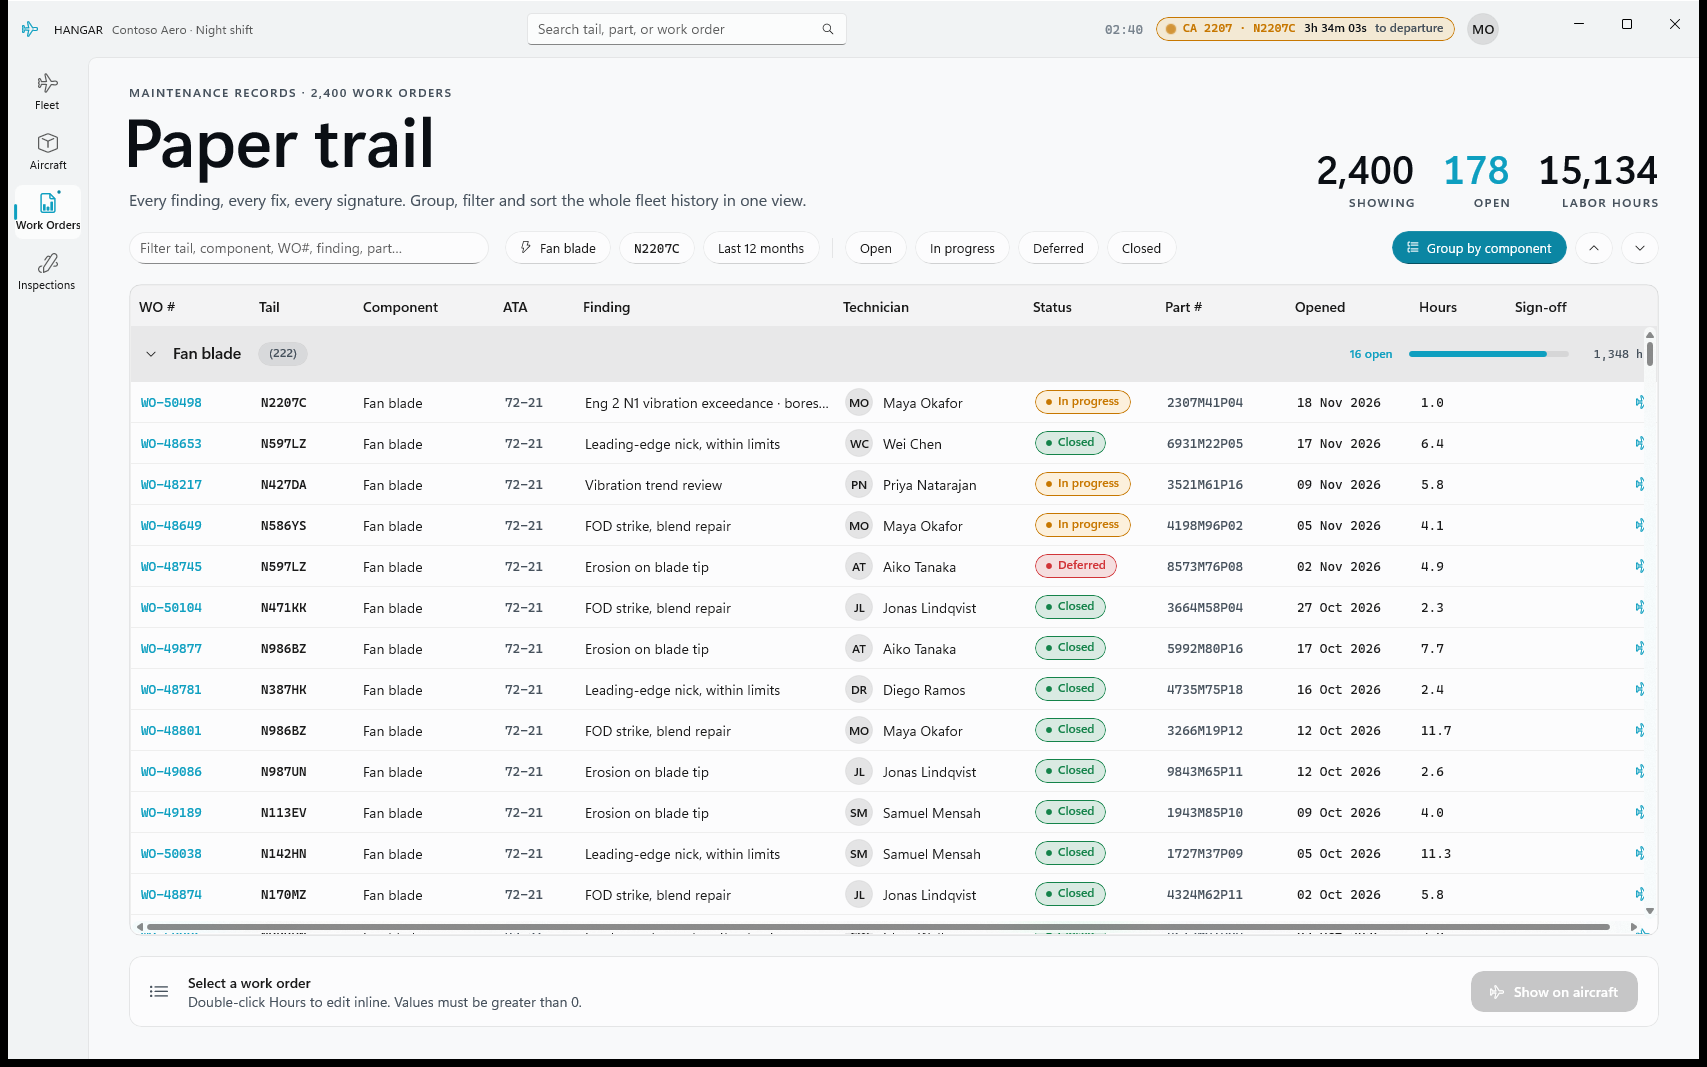 HANGAR Contoso Aero · Night shift
Search tail, part, or work order
02:40
CA 2207 · N2207C 3h 34m 03s to departure
MO
Fleet
Aircraft
Work Orders
Inspections
MAINTENANCE RECORDS · 2,400 WORK ORDERS
Paper trail
Every finding, every fix, every signature. Group, filter and sort the whole fleet history in one view.
2,400 178 15,134
SHOWING OPEN LABOR HOURS
Filter tail, component, WO#, finding, part...
Fan blade N2207C Last 12 months Open In progress Deferred Closed Group by component
WO # Tail Component ATA Finding Technician Status Part # Opened Hours Sign-off
Fan blade (222) 16 open 1,348 h
WO-50498 N2207C Fan blade 72-21 Eng 2 N1 vibration exceedance · bores... MO Maya Okafor In progress 2307M41P04 18 Nov 2026 1.0
WO-48653 N597LZ Fan blade 72-21 Leading-edge nick, within limits WC Wei Chen Closed 6931M22P05 17 Nov 2026 6.4
WO-48217 N427DA Fan blade 72-21 Vibration trend review PN Priya Natarajan In progress 3521M61P16 09 Nov 2026 5.8
WO-48649 N586YS Fan blade 72-21 FOD strike, blend repair MO Maya Okafor In progress 4198M96P02 05 Nov 2026 4.1
WO-48745 N597LZ Fan blade 72-21 Erosion on blade tip AT Aiko Tanaka Deferred 8573M76P08 02 Nov 2026 4.9
WO-50104 N471KK Fan blade 72-21 FOD strike, blend repair JL Jonas Lindqvist Closed 3664M58P04 27 Oct 2026 2.3
WO-49877 N986BZ Fan blade 72-21 Erosion on blade tip AT Aiko Tanaka Closed 5992M80P16 17 Oct 2026 7.7
WO-48781 N387HK Fan blade 72-21 Leading-edge nick, within limits DR Diego Ramos Closed 4735M75P18 16 Oct 2026 2.4
WO-48801 N986BZ Fan blade 72-21 FOD strike, blend repair MO Maya Okafor Closed 3266M19P12 12 Oct 2026 11.7
WO-49086 N987UN Fan blade 72-21 Erosion on blade tip JL Jonas Lindqvist Closed 9843M65P11 12 Oct 2026 2.6
WO-49189 N113EV Fan blade 72-21 Erosion on blade tip SM Samuel Mensah Closed 1943M85P10 09 Oct 2026 4.0
WO-50038 N142HN Fan blade 72-21 Leading-edge nick, within limits SM Samuel Mensah Closed 1727M37P09 05 Oct 2026 11.3
WO-48874 N170MZ Fan blade 72-21 FOD strike, blend repair JL Jonas Lindqvist Closed 4324M62P11 02 Oct 2026 5.8
Select a work order
Double-click Hours to edit inline. Values must be greater than 0.
Show on aircraft